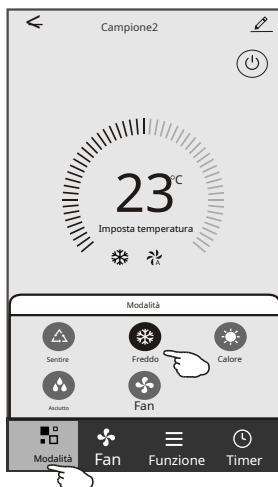 Campione2
23°C
Imposta temperatura
A
Modalità
Sentire Freddo Calore
Asciutto Fan
Modalità Fan Funzione Timer